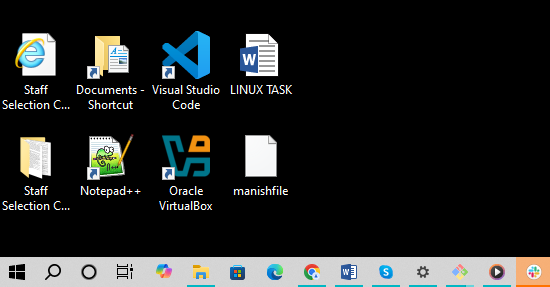 Staff
Selection C...
Documents -
Shortcut
Visual Studio
Code
LINUX TASK
Staff
Selection C...
Notepad++
Oracle
VirtualBox
manishfile